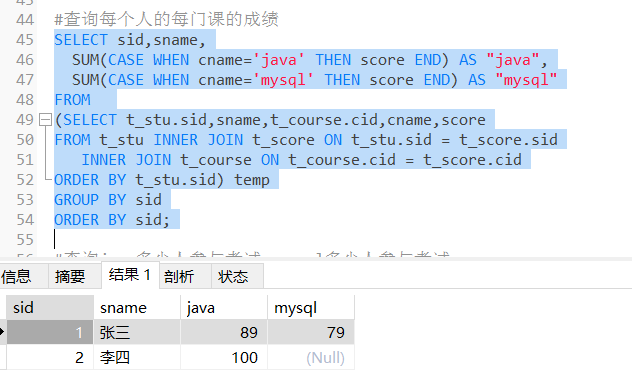 44 #查询每个人的每门课的成绩
45 SELECT sid,sname,
46 SUM(CASE WHEN cname='java' THEN score END) AS "java",
47 SUM(CASE WHEN cname='mysql' THEN score END) AS "mysql"
48 FROM
49 (SELECT t_stu.sid,sname,t_course.cid,cname,score
50 FROM t_stu INNER JOIN t_score ON t_stu.sid = t_score.sid
51 INNER JOIN t_course ON t_course.cid = t_score.cid
52 ORDER BY t_stu.sid) temp
53 GROUP BY sid
54 ORDER BY sid;
55
信息 摘要 结果 1 剖析 状态
sid sname java mysql
1 张三 89 79
2 李四 100 (Null)